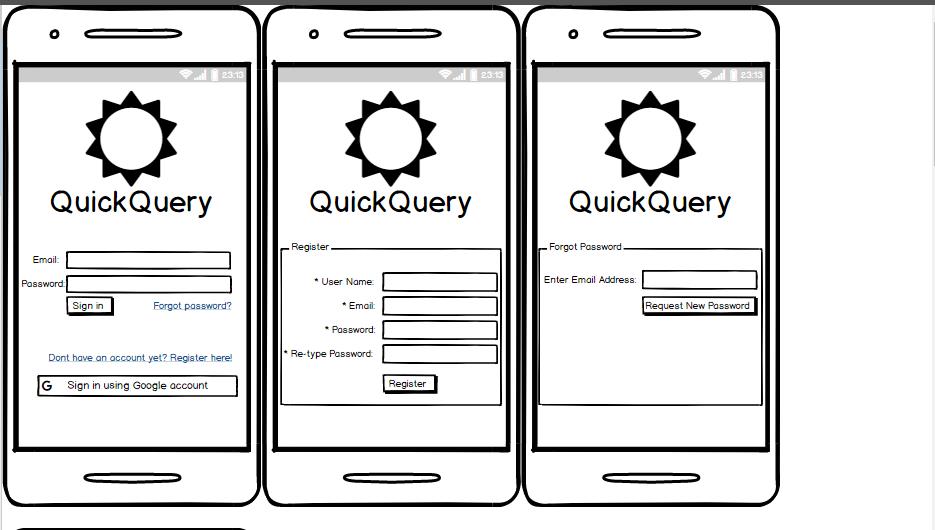 23:13
QuickQuery
Email:
Password:
Sign in
Forgot password?
Dont have an account yet? Register here!
G Sign in using Google account
23:13
QuickQuery
Register
* User Name:
* Email:
* Password:
* Re-type Password:
Register
23:13
QuickQuery
Forgot Password
Enter Email Address:
Request New Password